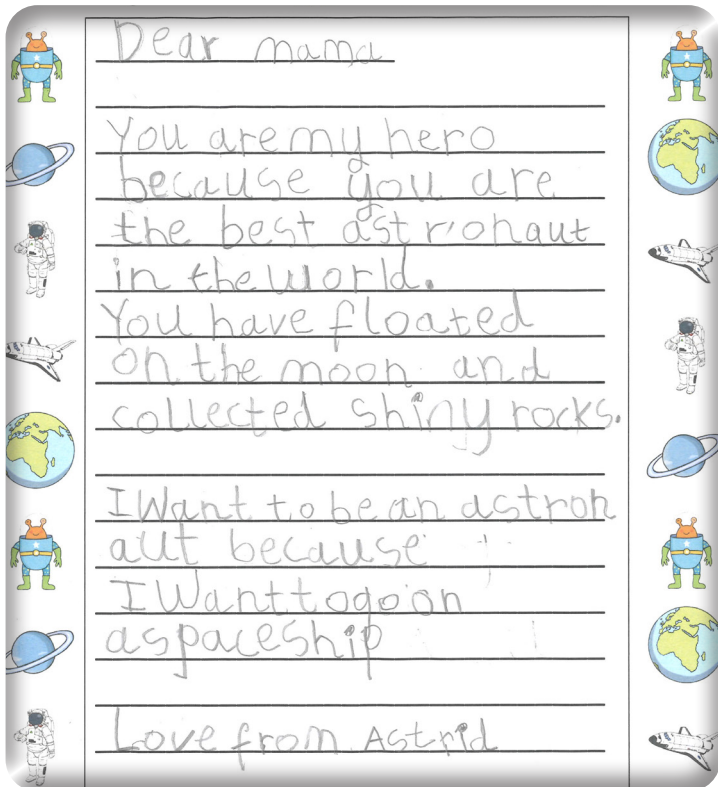 Dear mama
You are my hero
because you are
the best astronaut
in the world.
You have floated
on the moon and
collected shiny rocks.
I Want to be an astron
aut because
I Want to go on
a spaceship
Love from Astrid